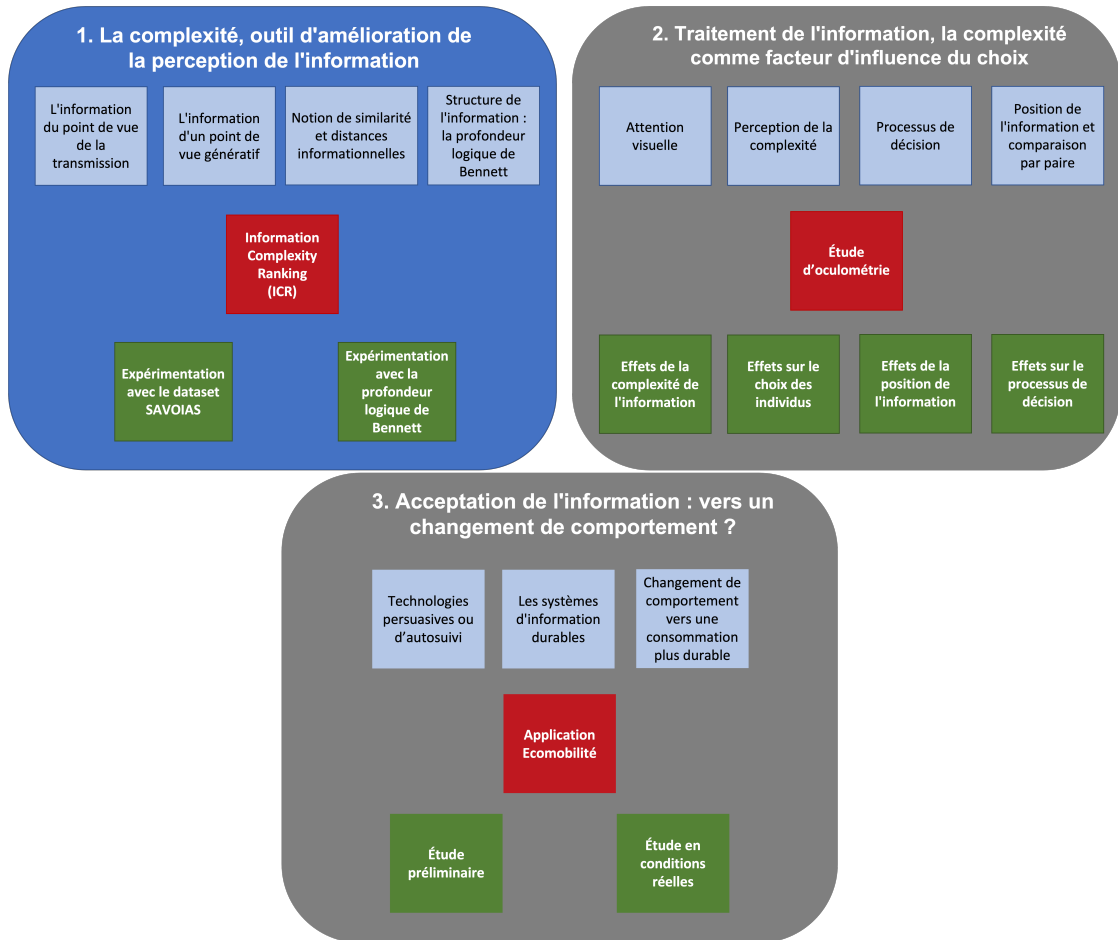 1. La complexité, outil d'amélioration de
la perception de l'information
L'information
du point de vue
de la
transmission
L'information
d'un point de
vue génératif
Notion de similarité
et distances
informationnelles
Structure de
l'information :
la profondeur
logique de
Bennett
Information
Complexity
Ranking
(ICR)
Expérimentation
avec le dataset
SAVOIAS
Expérimentation
avec la
profondeur
logique de
Bennett
2. Traitement de l'information, la complexité
comme facteur d'influence du choix
Attention
visuelle
Perception de la
complexité
Processus de
décision
Position de
l'information et
comparaison
par paire
Étude
d’oculométrie
Effets de la
complexité de
l'information
Effets sur le
choix des
individus
Effets de la
position de
l'information
Effets sur le
processus de
décision
3. Acceptation de l'information : vers un
changement de comportement ?
Technologies
persuasives ou
d’autosuivi
Les systèmes
d'information
durables
Changement de
comportement
vers une
consommation
plus durable
Application
Ecomobilité
Étude
préliminaire
Étude en
conditions
réelles